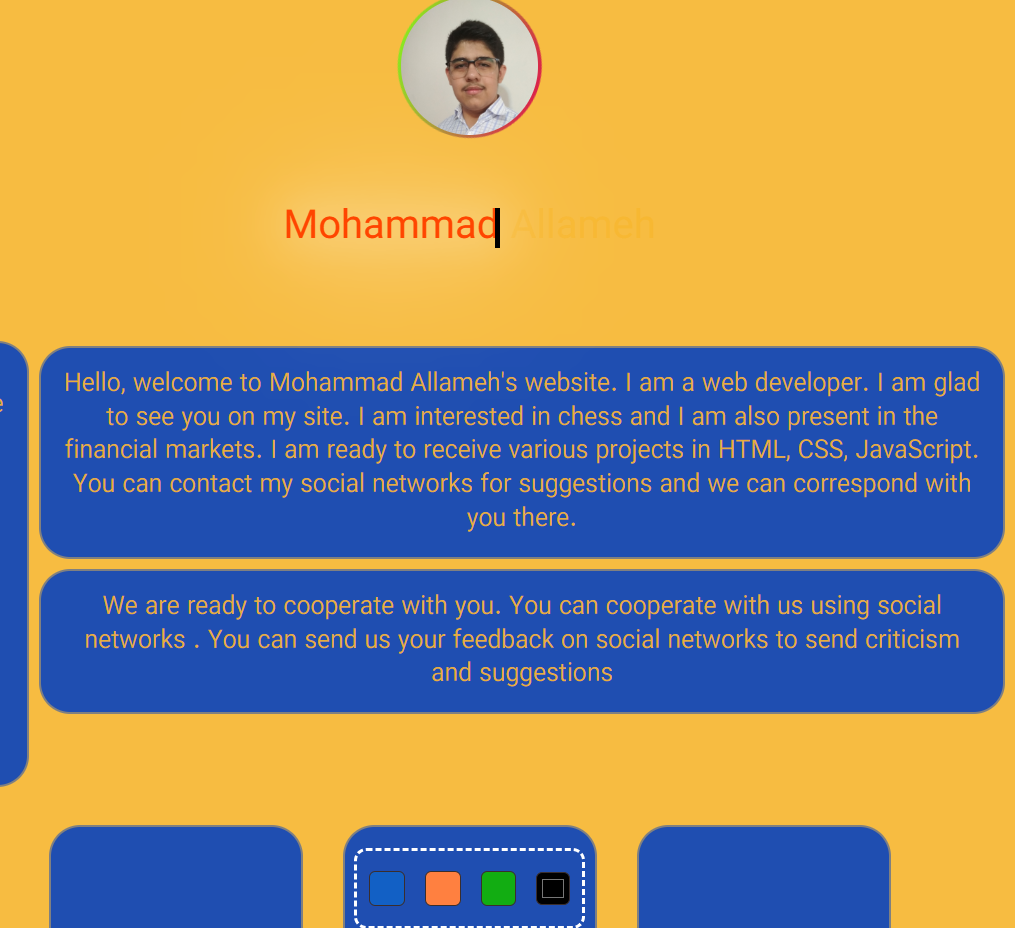 Mohammad Allameh
e
Hello, welcome to Mohammad Allameh's website. I am a web developer. I am glad
to see you on my site. I am interested in chess and I am also present in the
financial markets. I am ready to receive various projects in HTML, CSS, JavaScript.
You can contact my social networks for suggestions and we can correspond with
you there.
We are ready to cooperate with you. You can cooperate with us using social
networks . You can send us your feedback on social networks to send criticism
and suggestions